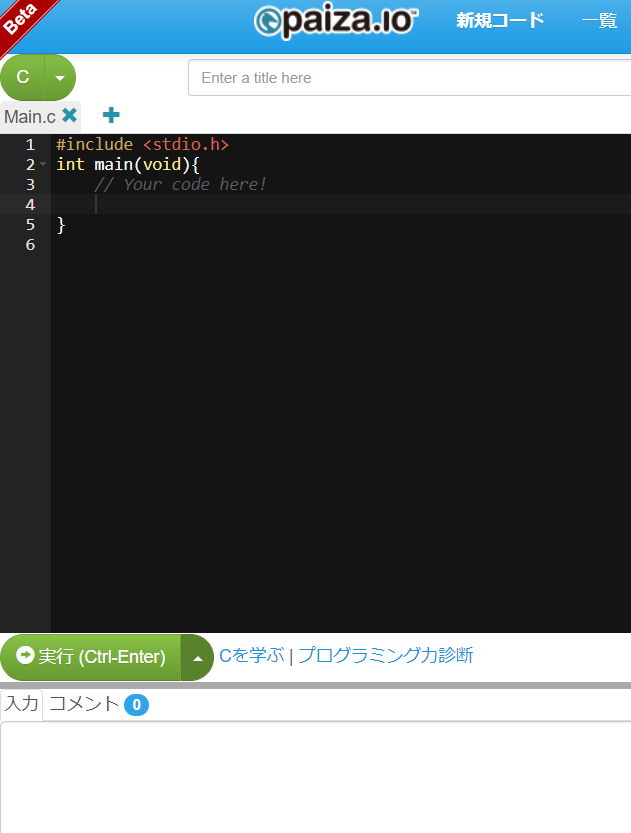 Beta
paiza.IO™ 新規コード 一覧
C Enter a title here
Main.c
1 #include <stdio.h>
2 int main(void){
3 // Your code here!
4
5 }
6
実行 (Ctrl-Enter) Cを学ぶ | プログラミング力診断
入力 コメント 0